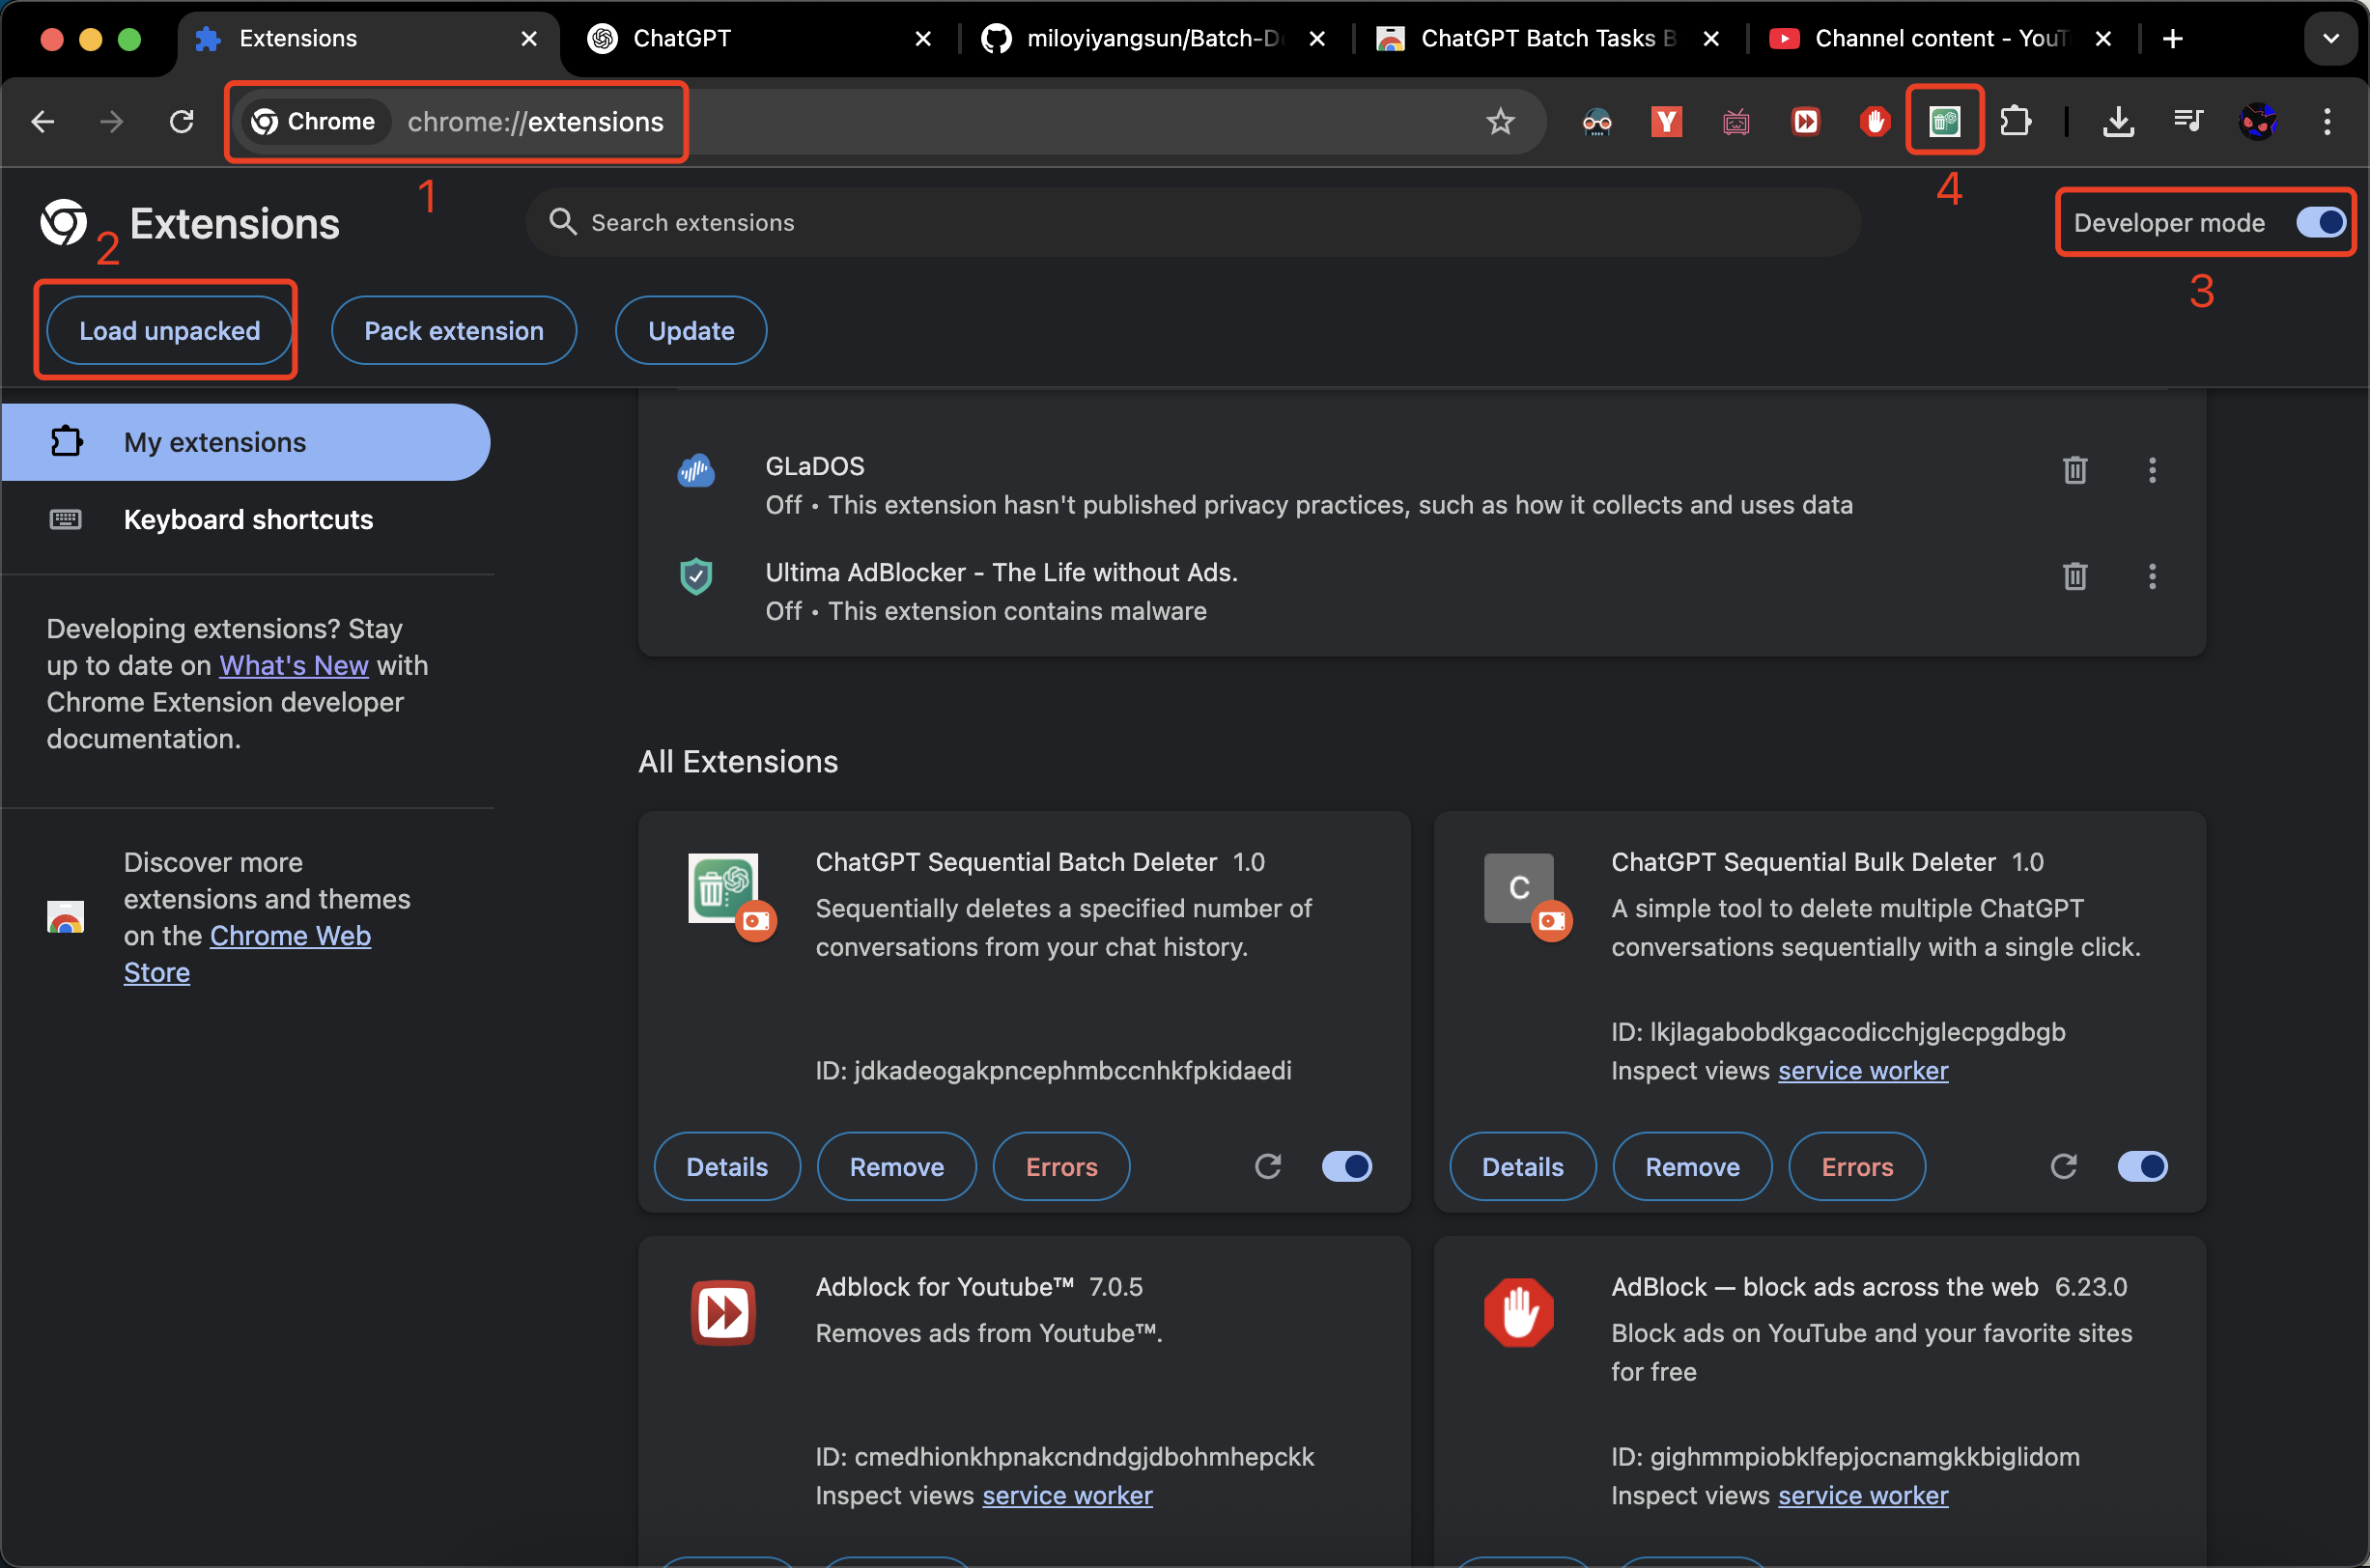 Extensions
ChatGPT
miloyiyangsun/Batch-De
ChatGPT Batch Tasks B
Channel content - YouT
Chrome
chrome://extensions
1
4
2
Extensions
Search extensions
Developer mode
3
Load unpacked
Pack extension
Update
My extensions
Keyboard shortcuts
Developing extensions? Stay
up to date on What's New with
Chrome Extension developer
documentation.
Discover more
extensions and themes
on the Chrome Web
Store
GLaDOS
Off • This extension hasn't published privacy practices, such as how it collects and uses data
Ultima AdBlocker - The Life without Ads.
Off • This extension contains malware
All Extensions
ChatGPT Sequential Batch Deleter 1.0
Sequentially deletes a specified number of
conversations from your chat history.
ID: jdkadeogakpncephmbccnhkfpkidaedi
Details
Remove
Errors
C
ChatGPT Sequential Bulk Deleter 1.0
A simple tool to delete multiple ChatGPT
conversations sequentially with a single click.
ID: lkjlagabobdkgacodicchjglecpgdbgb
Inspect views service worker
Details
Remove
Errors
Adblock for Youtube™ 7.0.5
Removes ads from Youtube™.
ID: cmedhionkhpnakcndndgjdbohmhepckk
Inspect views service worker
AdBlock — block ads across the web 6.23.0
Block ads on YouTube and your favorite sites
for free
ID: gighmmpiobklfepjocnamgkkbiglidom
Inspect views service worker